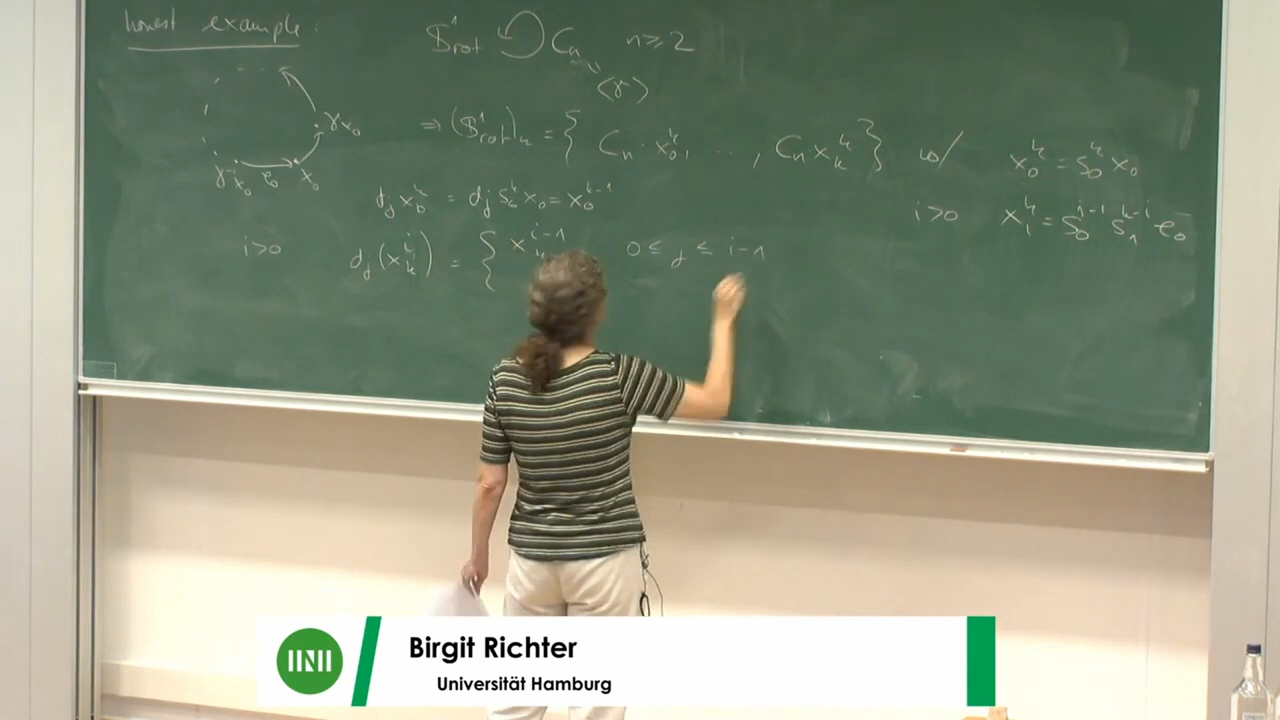 honest example:
S¹rot ↺ Cₙ n ≥ 2
= ⟨γ⟩
γx₀
γ⁻¹x₀ e₀ x₀
⇒ (S¹rot)ₖ = { Cₙ · x₀ᵏ, ..., Cₙ xₖᵏ } w/ x₀ᵏ = s₀ᵏ x₀
i>0 xᵢᵏ = s₀ⁱ⁻¹ s₁ᵏ⁻ⁱ e₀
dⱼ x₀ᵏ = dⱼ s₀ᵏ x₀ = x₀ᵏ⁻¹
i>0 dⱼ(xₖⁱ) = { xⁱ⁻¹ 0 ≤ j ≤ i-1
Birgit Richter
Universität Hamburg